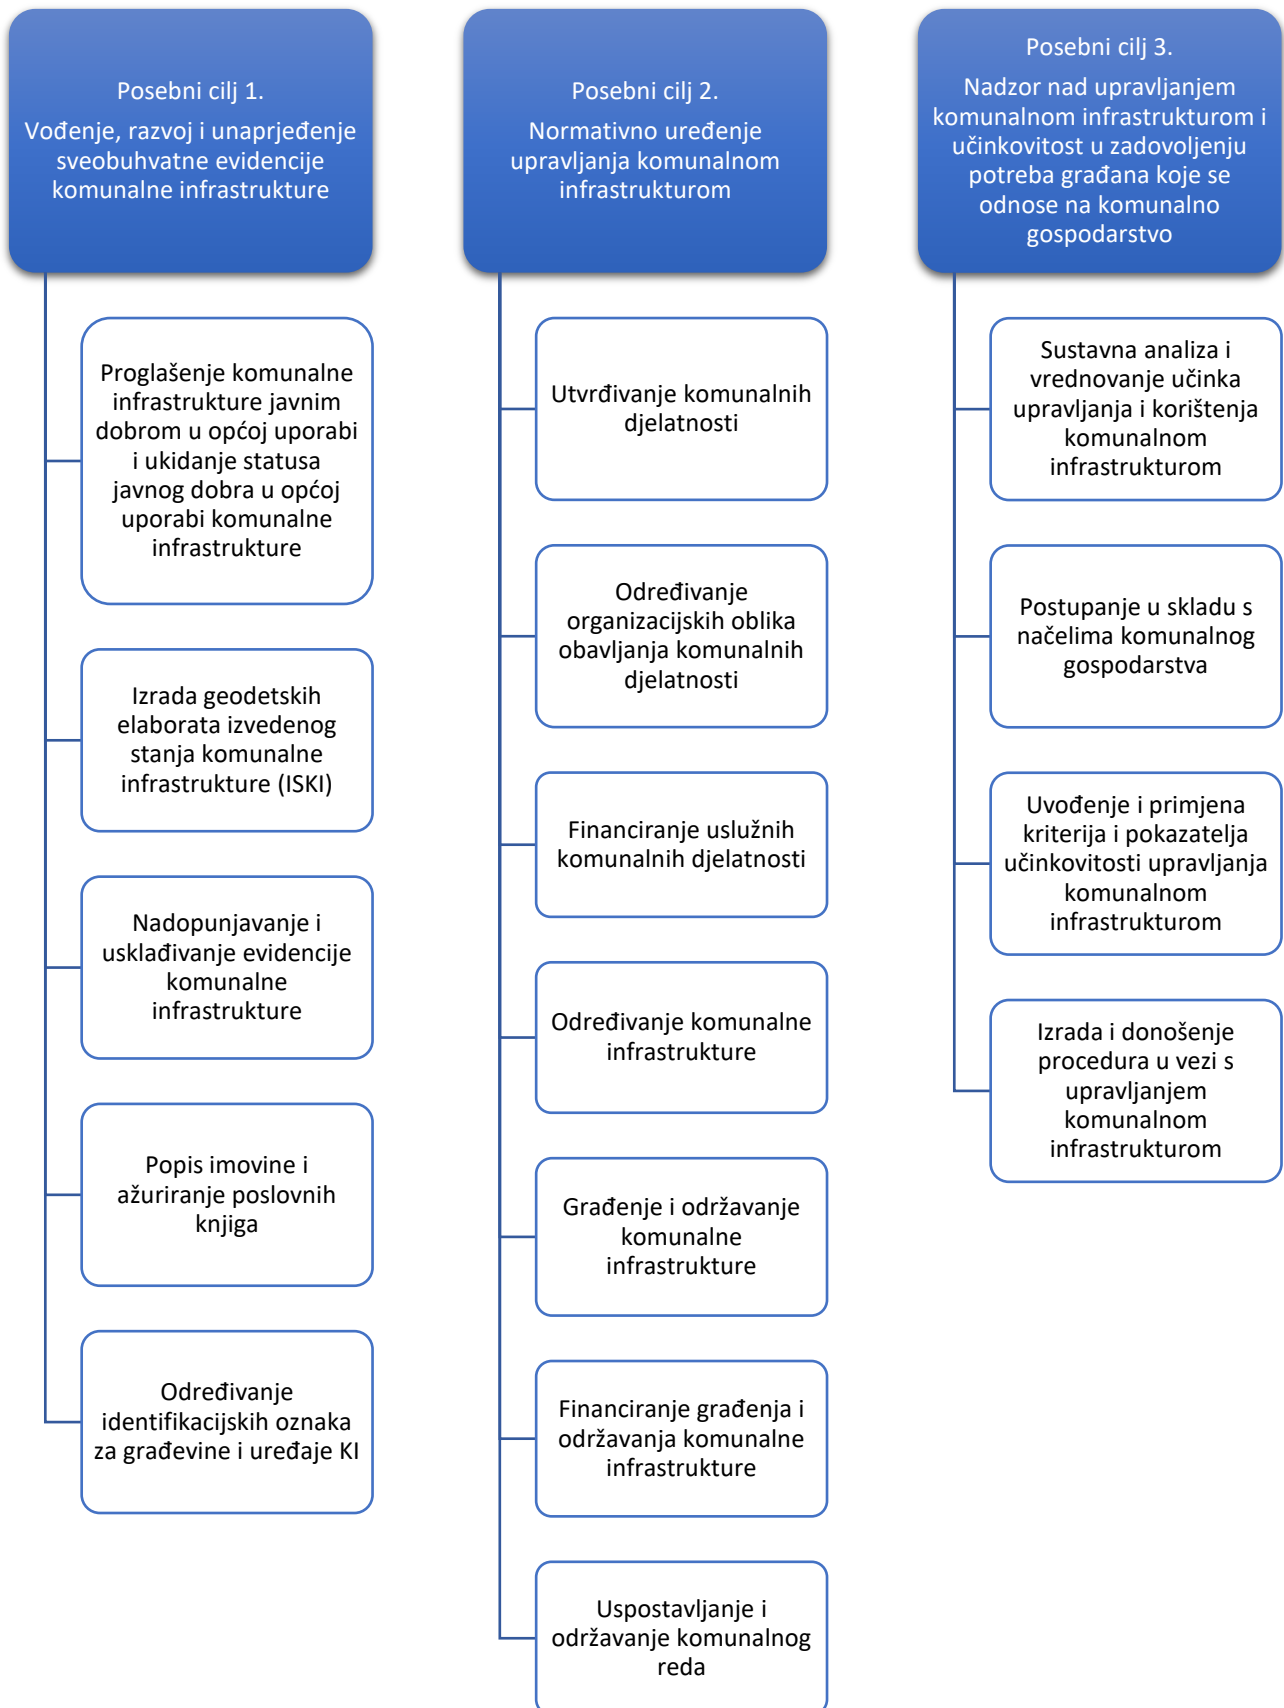 Posebni cilj 1.
Vođenje, razvoj i unaprjeđenje
sveobuhvatne evidencije
komunalne infrastrukture
Proglašenje komunalne
infrastrukture javnim
dobrom u općoj uporabi
i ukidanje statusa
javnog dobra u općoj
uporabi komunalne
infrastrukture
Izrada geodetskih
elaborata izvedenog
stanja komunalne
infrastrukture (ISKI)
Nadopunjavanje i
usklađivanje evidencije
komunalne
infrastrukture
Popis imovine i
ažuriranje poslovnih
knjiga
Određivanje
identifikacijskih oznaka
za građevine i uređaje KI
Posebni cilj 2.
Normativno uređenje
upravljanja komunalnom
infrastrukturom
Utvrđivanje komunalnih
djelatnosti
Određivanje
organizacijskih oblika
obavljanja komunalnih
djelatnosti
Financiranje uslužnih
komunalnih djelatnosti
Određivanje komunalne
infrastrukture
Građenje i održavanje
komunalne
infrastrukture
Financiranje građenja i
održavanja komunalne
infrastrukture
Uspostavljanje i
održavanje komunalnog
reda
Posebni cilj 3.
Nadzor nad upravljanjem
komunalnom infrastrukturom i
učinkovitost u zadovoljenju
potreba građana koje se
odnose na komunalno
gospodarstvo
Sustavna analiza i
vrednovanje učinka
upravljanja i korištenja
komunalnom
infrastrukturom
Postupanje u skladu s
načelima komunalnog
gospodarstva
Uvođenje i primjena
kriterija i pokazatelja
učinkovitosti upravljanja
komunalnom
infrastrukturom
Izrada i donošenje
procedura u vezi s
upravljanjem
komunalnom
infrastrukturom